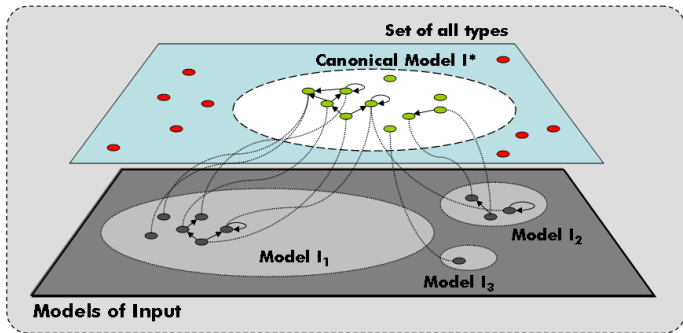 Set of all types
Canonical Model I*
Model I₁
Model I₂
Model I₃
Models of Input